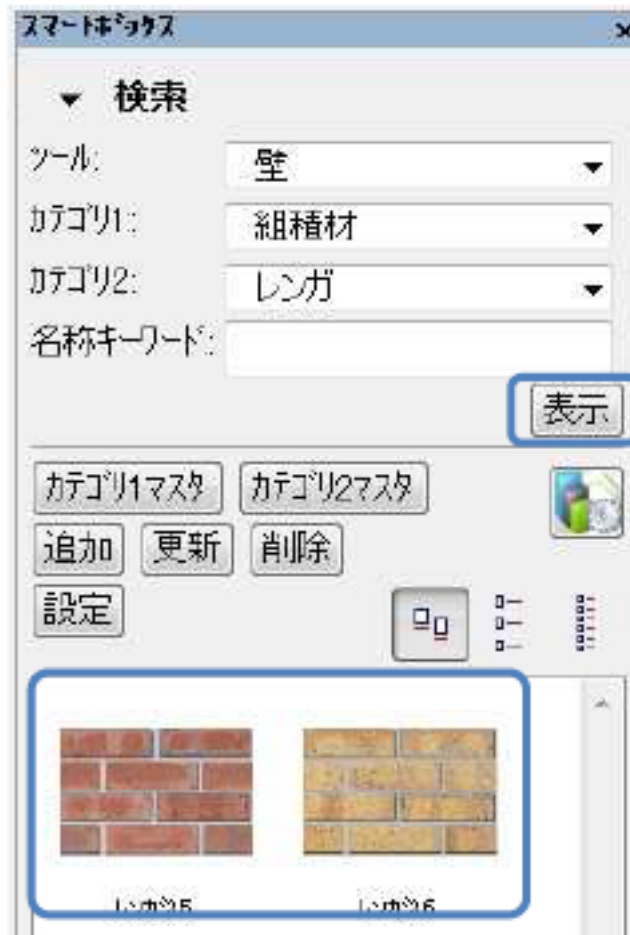 スマートボックス
検索
ツール: 壁
カテゴリ1: 組積材
カテゴリ2: レンガ
名称キーワード:
表示
カテゴリ1マスタ カテゴリ2マスタ
追加 更新 削除
設定